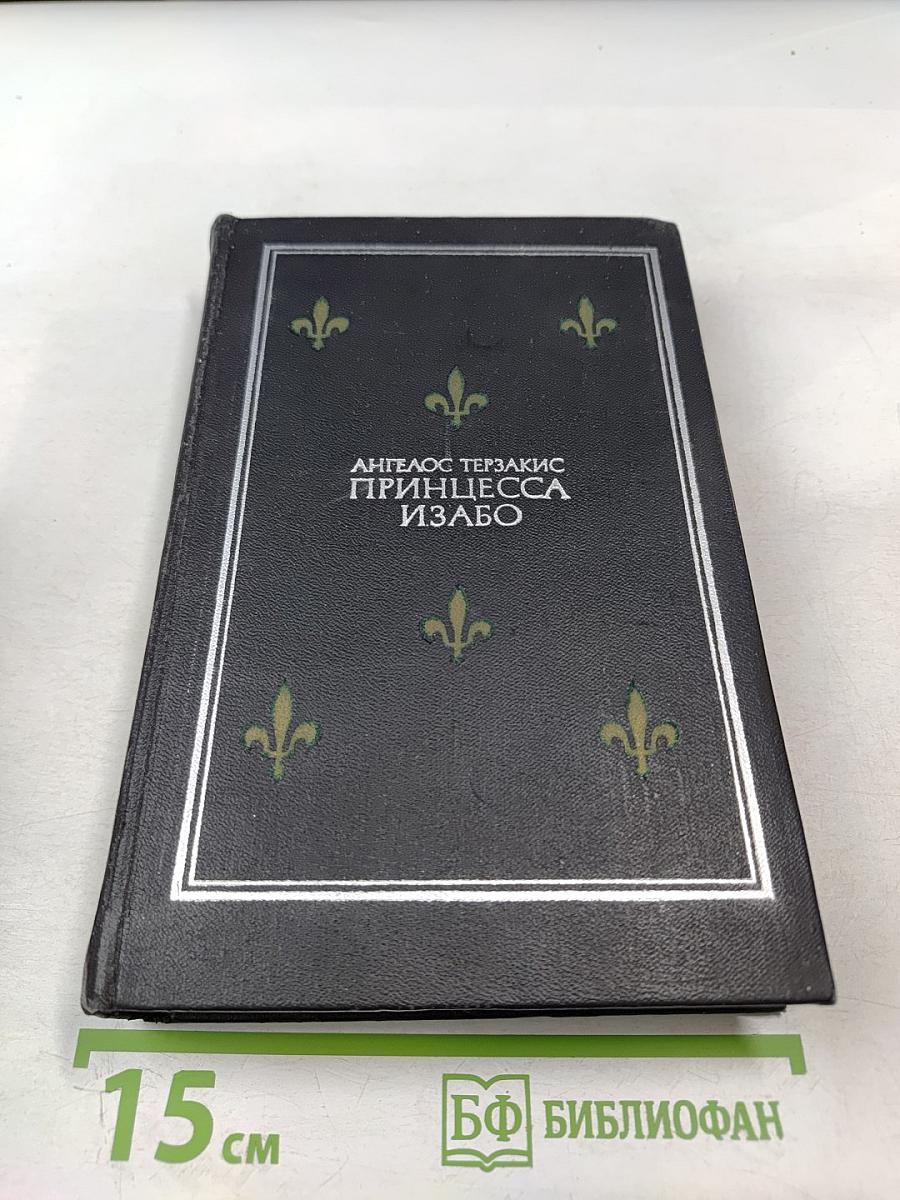 АНГЕЛОС ТЕРЗАКИС
ПРИНЦЕССА
ИЗАБО
15 см
БФ БИБЛИОФАН